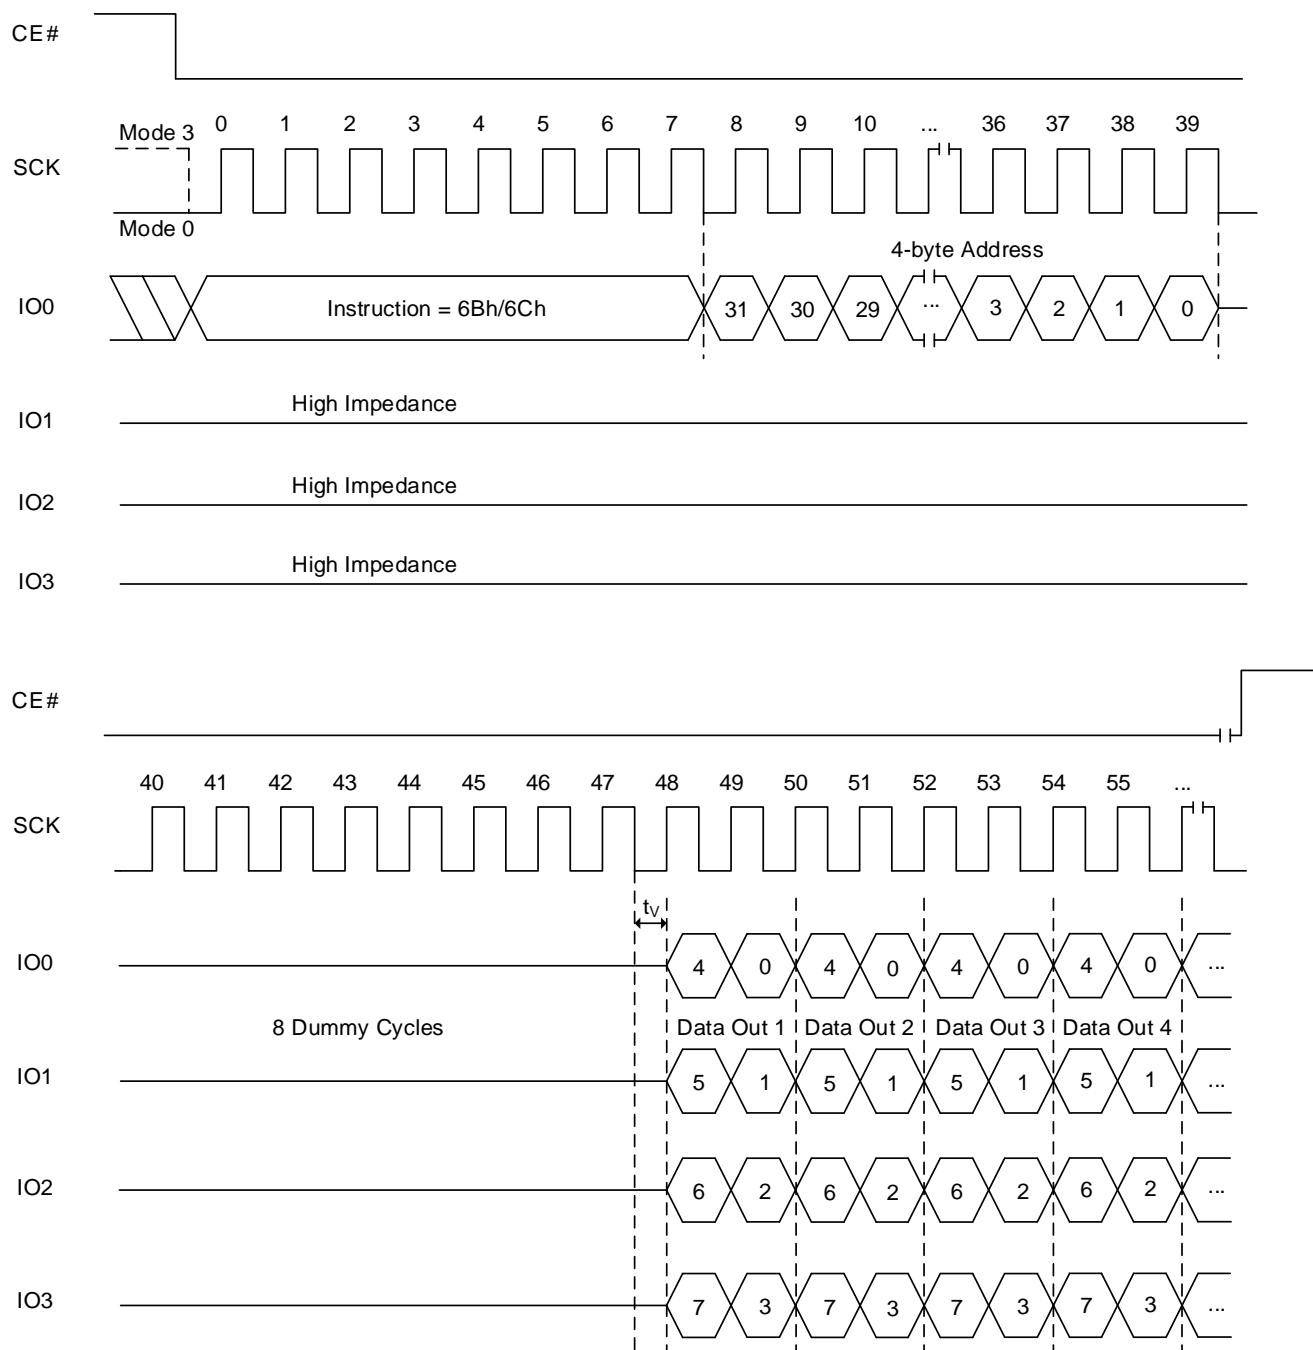 CE#
Mode 3 0 1 2 3 4 5 6 7 8 9 10 ... 36 37 38 39
SCK
Mode 0
4-byte Address
IO0 Instruction = 6Bh/6Ch 31 30 29 ... 3 2 1 0
High Impedance
IO1
High Impedance
IO2
High Impedance
IO3
CE#
40 41 42 43 44 45 46 47 48 49 50 51 52 53 54 55 ...
SCK
tV
IO0 4 0 4 0 4 0 4 0 ...
8 Dummy Cycles Data Out 1 Data Out 2 Data Out 3 Data Out 4
IO1 5 1 5 1 5 1 5 1 ...
IO2 6 2 6 2 6 2 6 2 ...
IO3 7 3 7 3 7 3 7 3 ...